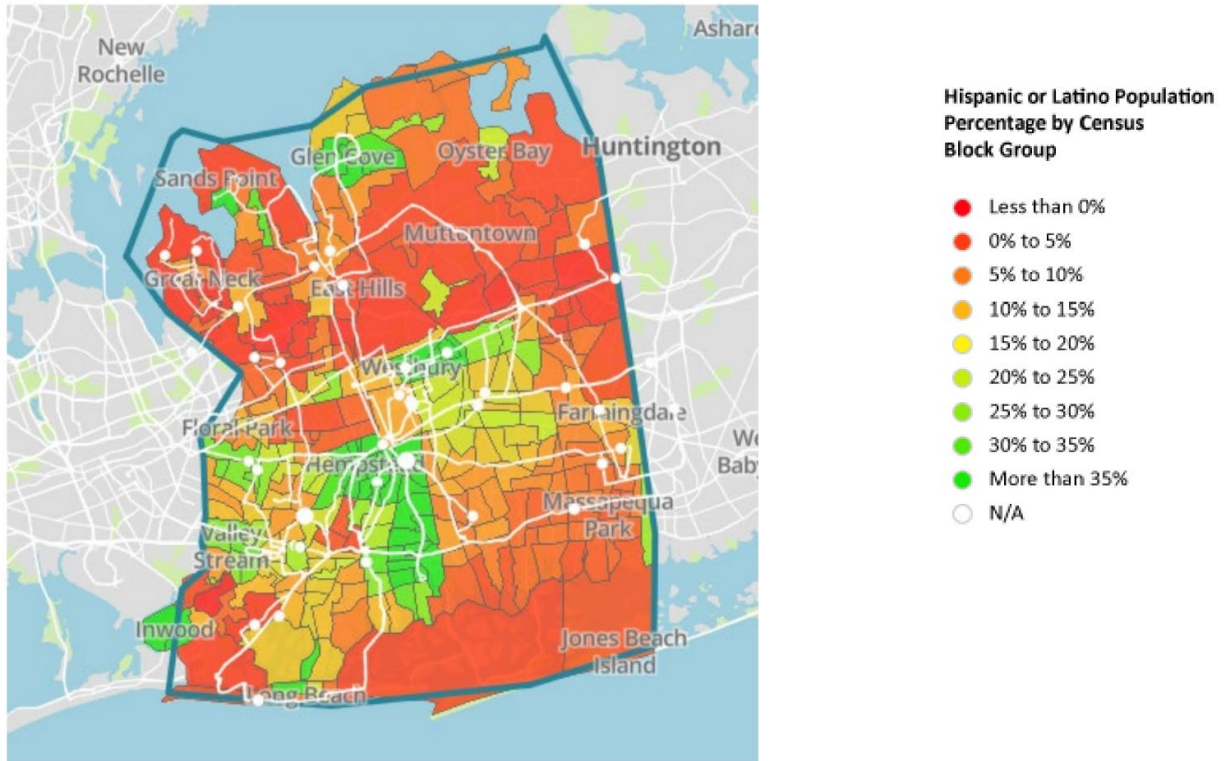 New
Rochelle
Asharo
Glen Cove
Oyster Bay
Huntington
Sands Point
Muttontown
Great Neck
East Hills
Westbury
Farmingdale
Floral Park
We
Baby
Hempstead
Massapequa
Park
Valley
Stream
Inwood
Jones Beach
Island
Long Beach
Hispanic or Latino Population
Percentage by Census
Block Group
Less than 0%
0% to 5%
5% to 10%
10% to 15%
15% to 20%
20% to 25%
25% to 30%
30% to 35%
More than 35%
N/A